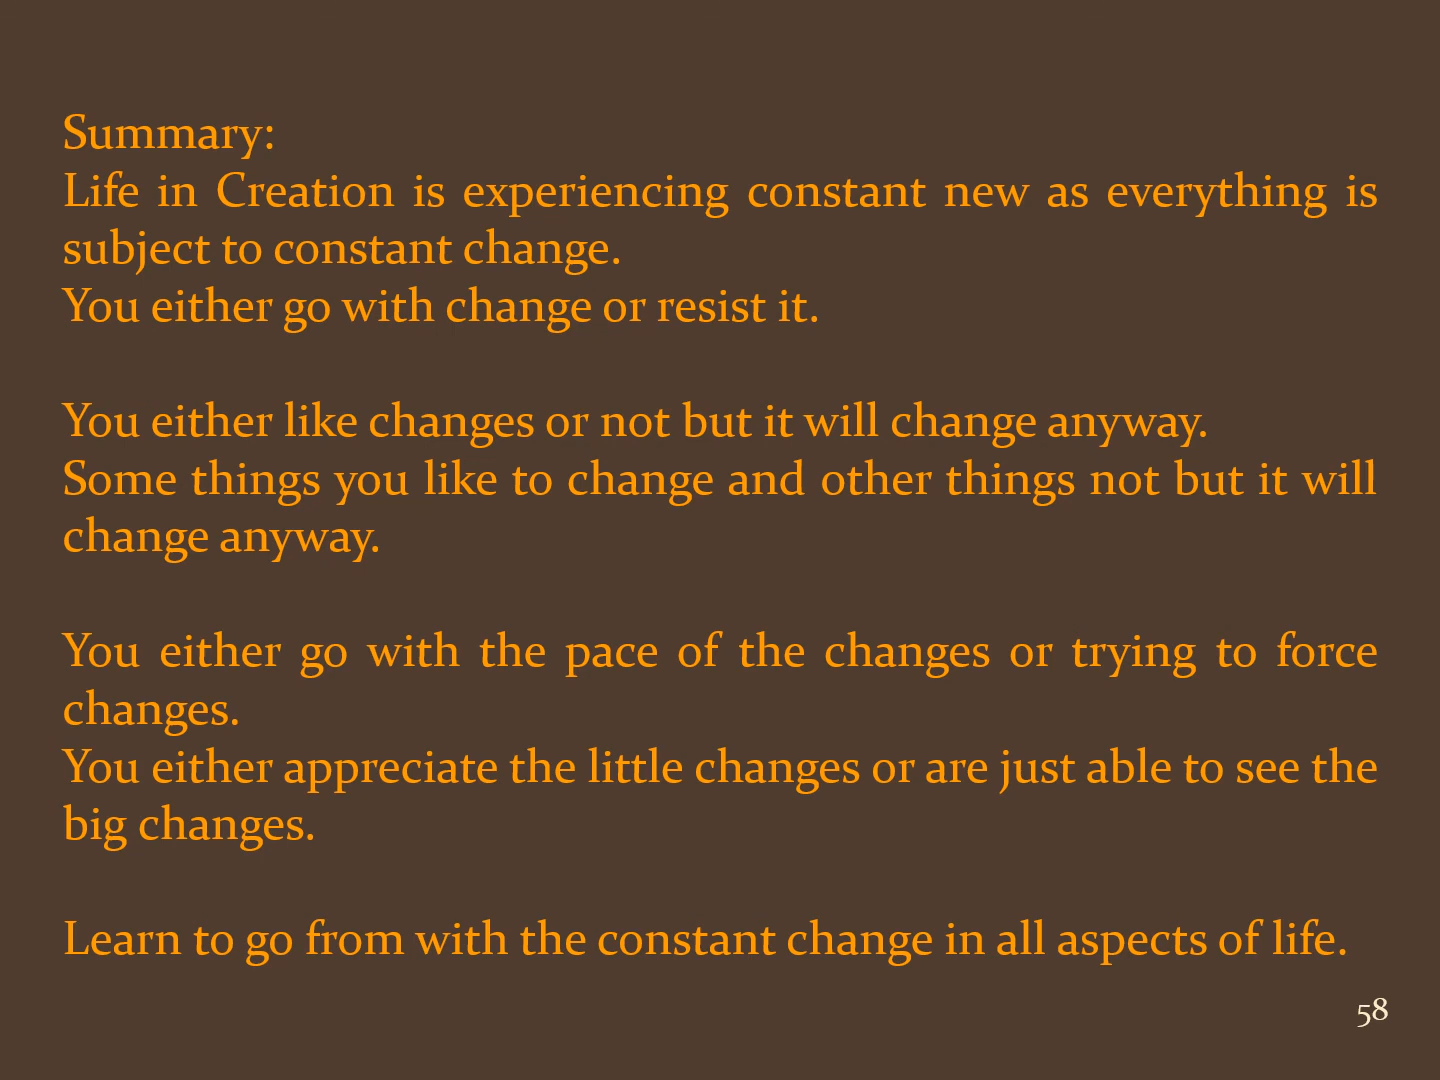 Summary:
Life in Creation is experiencing constant new as everything is
subject to constant change.
You either go with change or resist it.
You either like changes or not but it will change anyway.
Some things you like to change and other things not but it will
change anyway.
You either go with the pace of the changes or trying to force
changes.
You either appreciate the little changes or are just able to see the
big changes.
Learn to go from with the constant change in all aspects of life.
58